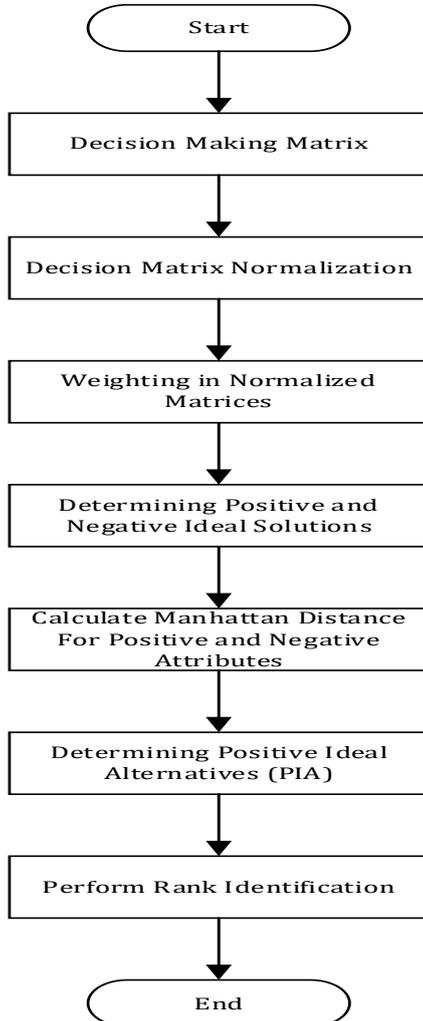 Start
Decision Making Matrix
Decision Matrix Normalization
Weighting in Normalized
Matrices
Determining Positive and
Negative Ideal Solutions
Calculate Manhattan Distance
For Positive and Negative
Attributes
Determining Positive Ideal
Alternatives (PIA)
Perform Rank Identification
End